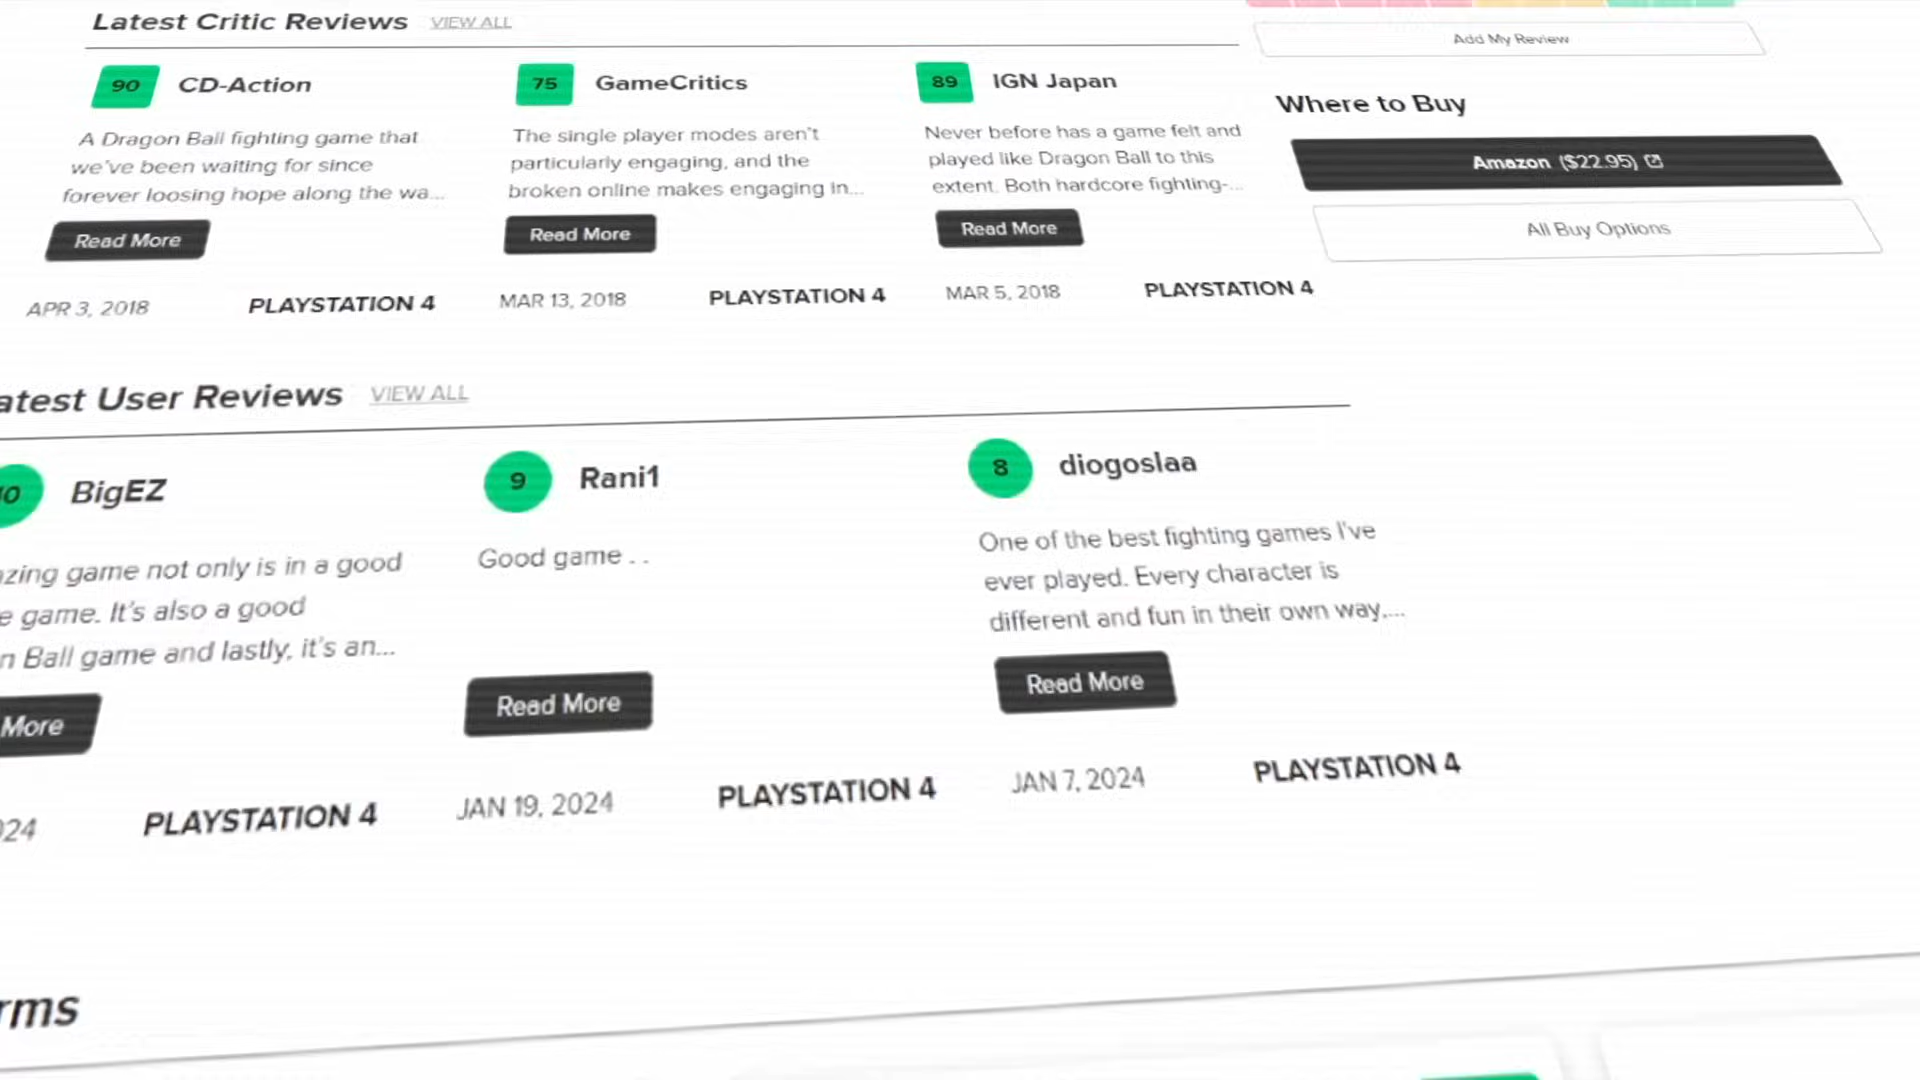 Latest Critic Reviews VIEW ALL
Add My Review
90 CD-Action
A Dragon Ball fighting game that
we've been waiting for since
forever loosing hope along the wa...
Read More
APR 3, 2018 PLAYSTATION 4
75 GameCritics
The single player modes aren't
particularly engaging, and the
broken online makes engaging in...
Read More
MAR 13, 2018 PLAYSTATION 4
89 IGN Japan
Never before has a game felt and
played like Dragon Ball to this
extent. Both hardcore fighting-...
Read More
MAR 5, 2018 PLAYSTATION 4
Where to Buy
Amazon ($22.95)
All Buy Options
atest User Reviews VIEW ALL
10 BigEZ
azing game not only is in a good
e game. It's also a good
n Ball game and lastly, it's an...
More
024 PLAYSTATION 4
9 Rani1
Good game . .
Read More
JAN 19, 2024 PLAYSTATION 4
8 diogoslaa
One of the best fighting games I've
ever played. Every character is
different and fun in their own way,...
Read More
JAN 7, 2024 PLAYSTATION 4
rms